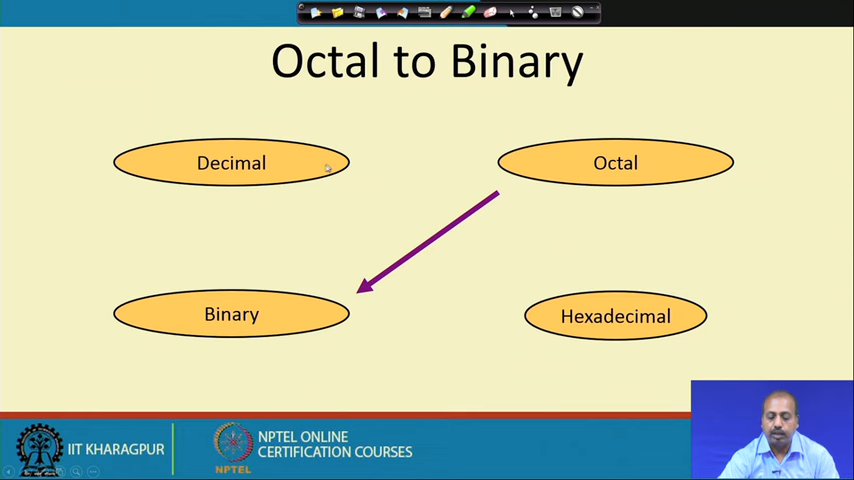 Octal to Binary
Decimal
Octal
Binary
Hexadecimal
IIT KHARAGPUR
NPTEL
NPTEL ONLINE
CERTIFICATION COURSES